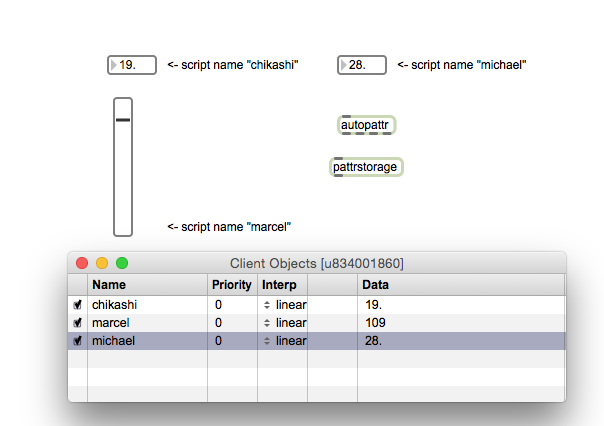 19. <- script name "chikashi" 28. <- script name "michael"
autopattr
pattrstorage
<- script name "marcel"
Client Objects [u834001860]
Name Priority Interp Data
chikashi 0 linear 19.
marcel 0 linear 109
michael 0 linear 28.